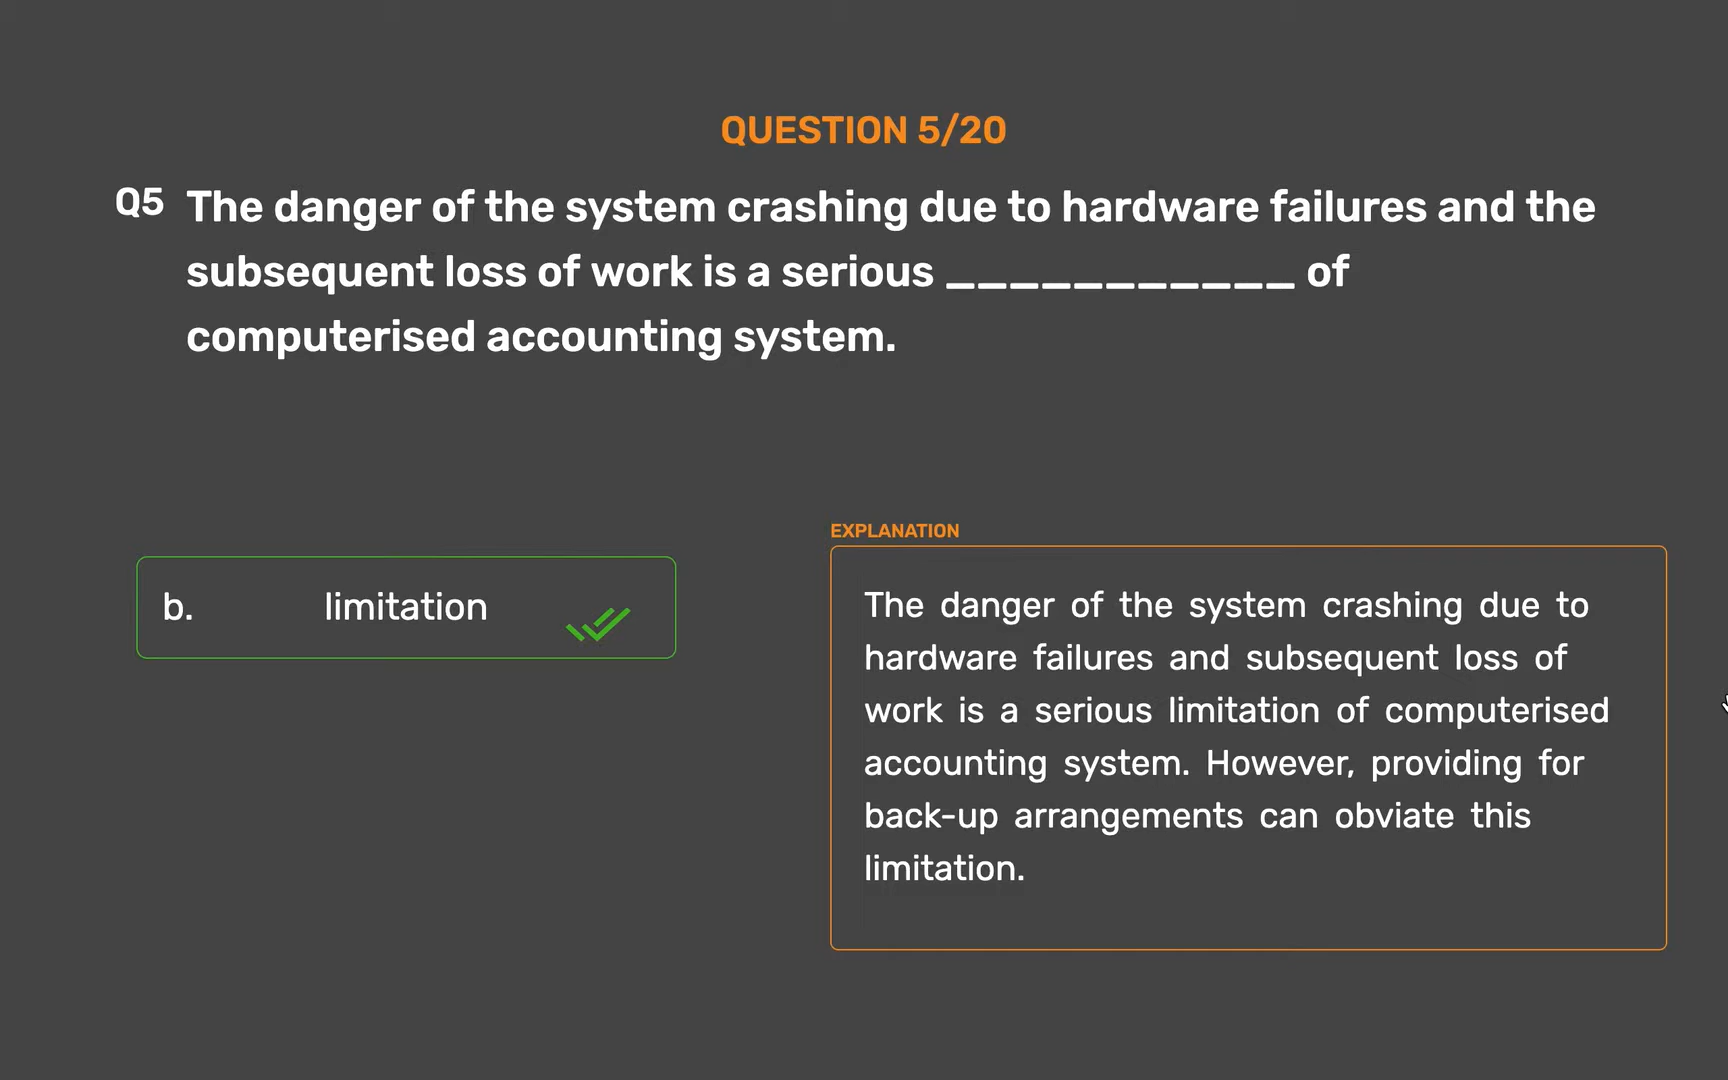 QUESTION 5/20
Q5 The danger of the system crashing due to hardware failures and the
subsequent loss of work is a serious ___________ of
computerised accounting system.
b. limitation
EXPLANATION
The danger of the system crashing due to
hardware failures and subsequent loss of
work is a serious limitation of computerised
accounting system. However, providing for
back-up arrangements can obviate this
limitation.